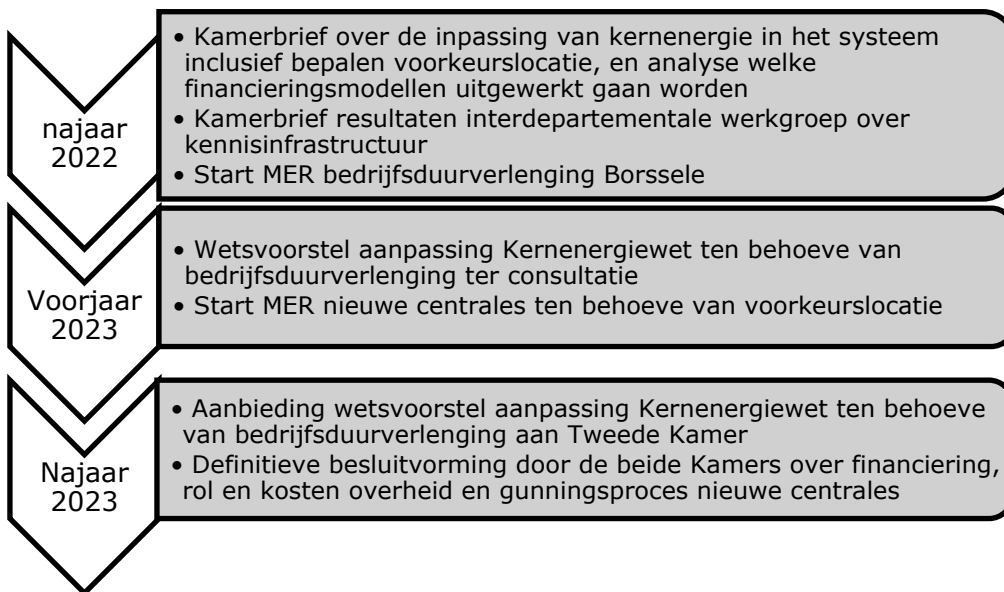 najaar
2022
• Kamerbrief over de inpassing van kernenergie in het systeem
inclusief bepalen voorkeurslocatie, en analyse welke
financieringsmodellen uitgewerkt gaan worden
• Kamerbrief resultaten interdepartementale werkgroep over
kennisinfrastructuur
• Start MER bedrijfsduurverlenging Borssele
Voorjaar
2023
• Wetsvoorstel aanpassing Kernenergiewet ten behoeve van
bedrijfsduurverlenging ter consultatie
• Start MER nieuwe centrales ten behoeve van voorkeurslocatie
Najaar
2023
• Aanbieding wetsvoorstel aanpassing Kernenergiewet ten behoeve
van bedrijfsduurverlenging aan Tweede Kamer
• Definitieve besluitvorming door de beide Kamers over financiering,
rol en kosten overheid en gunningsproces nieuwe centrales